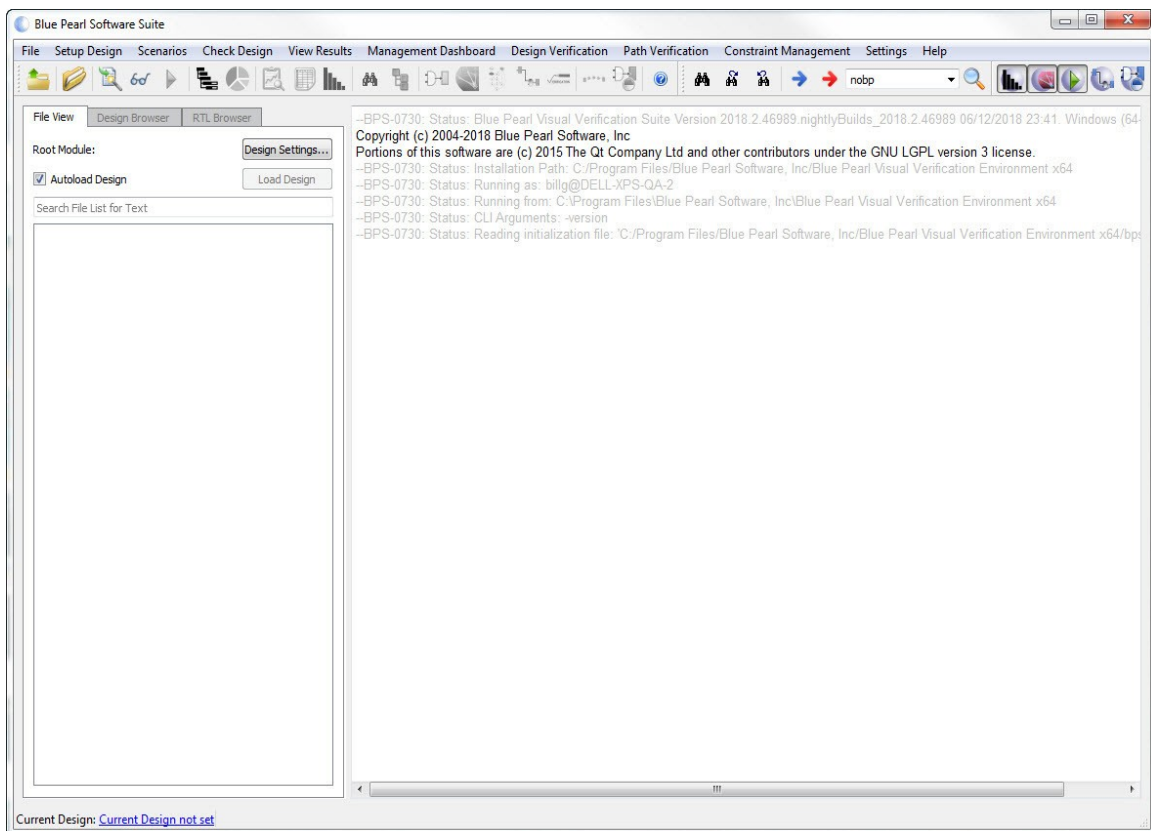 Blue Pearl Software Suite
File Setup Design Scenarios Check Design View Results Management Dashboard Design Verification Path Verification Constraint Management Settings Help
nobp
File View Design Browser RTL Browser
Root Module: Design Settings...
Autoload Design Load Design
Search File List for Text
--BPS-0730: Status: Blue Pearl Visual Verification Suite Version 2018.2.46989.nightlyBuilds_2018.2.46989 06/12/2018 23:41. Windows (64-
Copyright (c) 2004-2018 Blue Pearl Software, Inc
Portions of this software are (c) 2015 The Qt Company Ltd and other contributors under the GNU LGPL version 3 license.
--BPS-0730: Status: Installation Path: C:/Program Files/Blue Pearl Software, Inc/Blue Pearl Visual Verification Environment x64
--BPS-0730: Status: Running as: billg@DELL-XPS-QA-2
--BPS-0730: Status: Running from: C:\Program Files\Blue Pearl Software, Inc\Blue Pearl Visual Verification Environment x64
--BPS-0730: Status: CLI Arguments: -version
--BPS-0730: Status: Reading initialization file: 'C:/Program Files/Blue Pearl Software, Inc/Blue Pearl Visual Verification Environment x64/bps
Current Design: Current Design not set